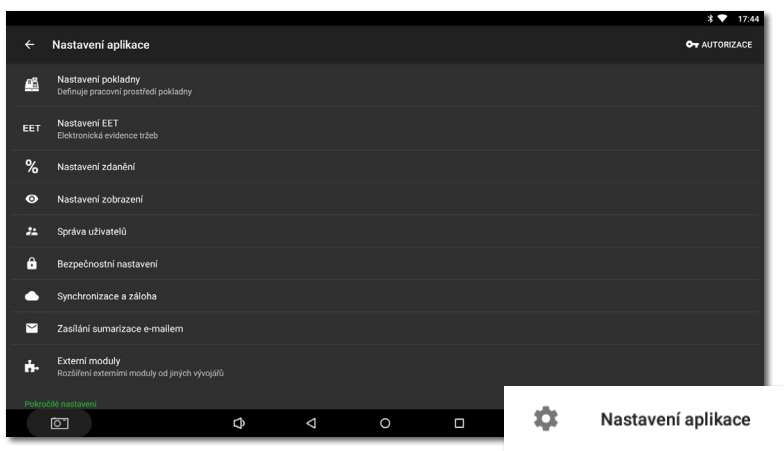 17:44
Nastavení aplikace
AUTORIZACE
Nastavení pokladny
Definuje pracovní prostředí pokladny
EET
Nastavení EET
Elektronická evidence tržeb
%
Nastavení zdanění
Nastavení zobrazení
Správa uživatelů
Bezpečnostní nastavení
Synchronizace a záloha
Zasílání sumarizace e-mailem
Externí moduly
Rozšíření externími moduly od jiných vývojářů
Pokročilé nastavení
Nastavení aplikace